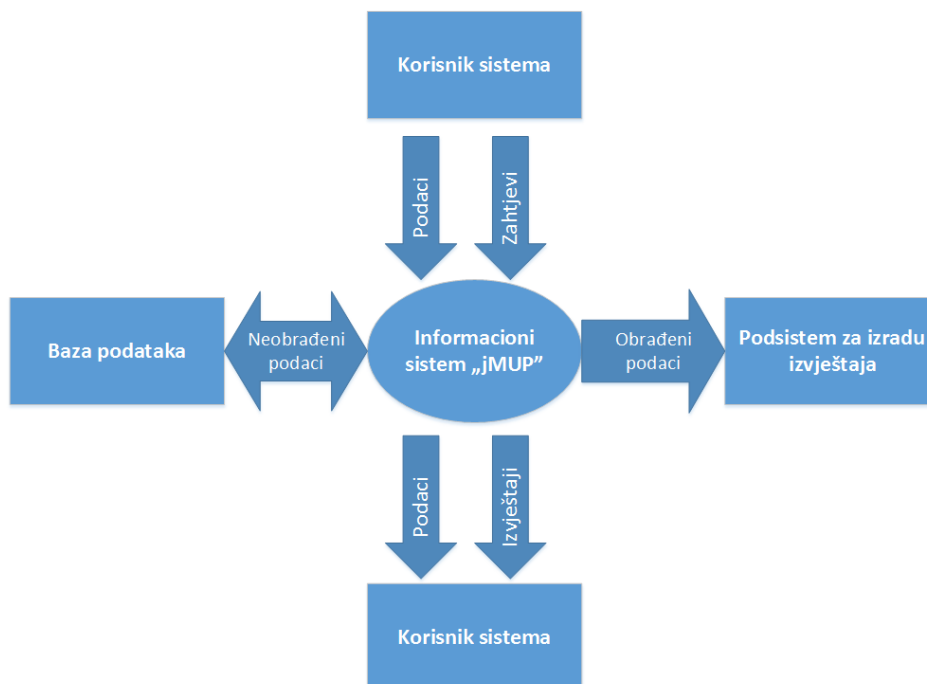 Korisnik sistema
Podaci
Zahtjevi
Baza podataka
Neobrađeni
podaci
Informacioni
sistem „jMUP”
Obrađeni
podaci
Podsistem za izradu
izvještaja
Podaci
Izvještaji
Korisnik sistema